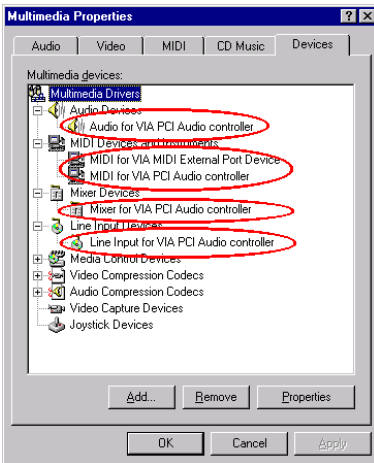 Multimedia Properties
Audio Video MIDI CD Music Devices
Multimedia devices:
Multimedia Drivers
Audio Devices
Audio for VIA PCI Audio controller
MIDI Devices and Instruments
MIDI for VIA MIDI External Port Device
MIDI for VIA PCI Audio controller
Mixer Devices
Mixer for VIA PCI Audio controller
Line Input Devices
Line Input for VIA PCI Audio controller
Media Control Devices
Video Compression Codecs
Audio Compression Codecs
Video Capture Devices
Joystick Devices
Add... Remove Properties
OK Cancel Apply